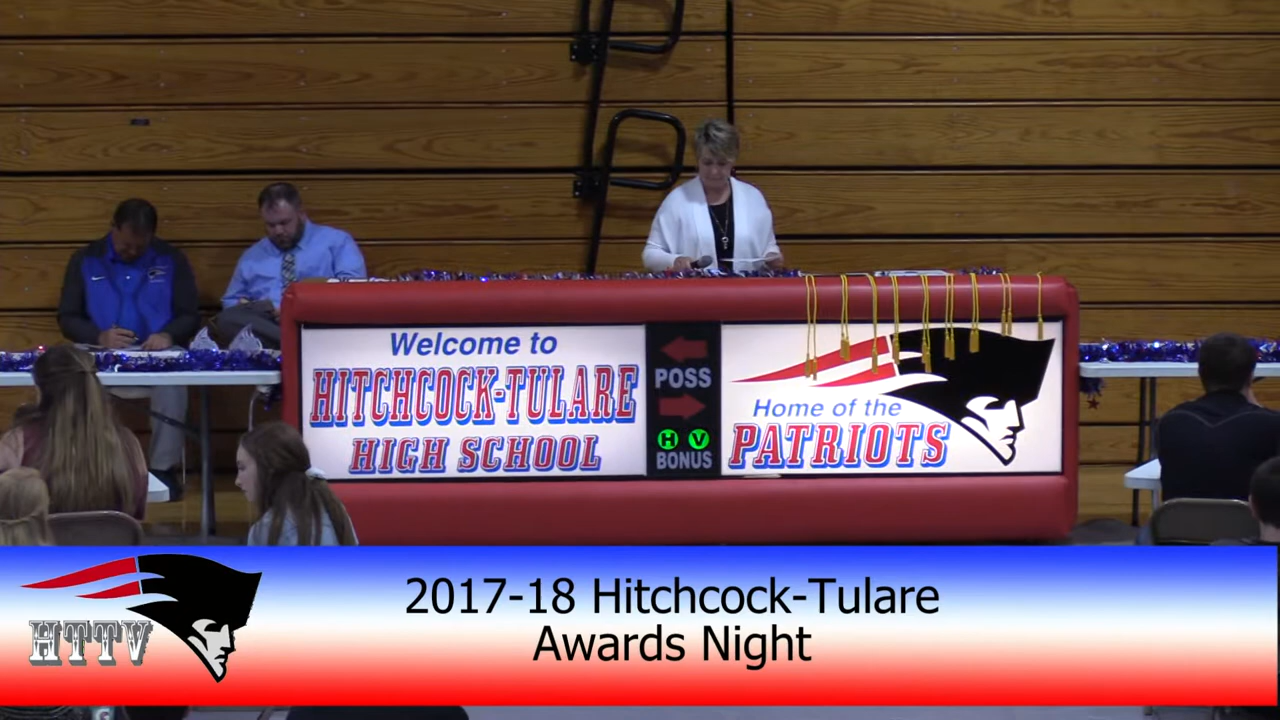 Welcome to
HITCHCOCK-TULARE
HIGH SCHOOL
POSS
H V
BONUS
Home of the
PATRIOTS
HTTV
2017-18 Hitchcock-Tulare
Awards Night